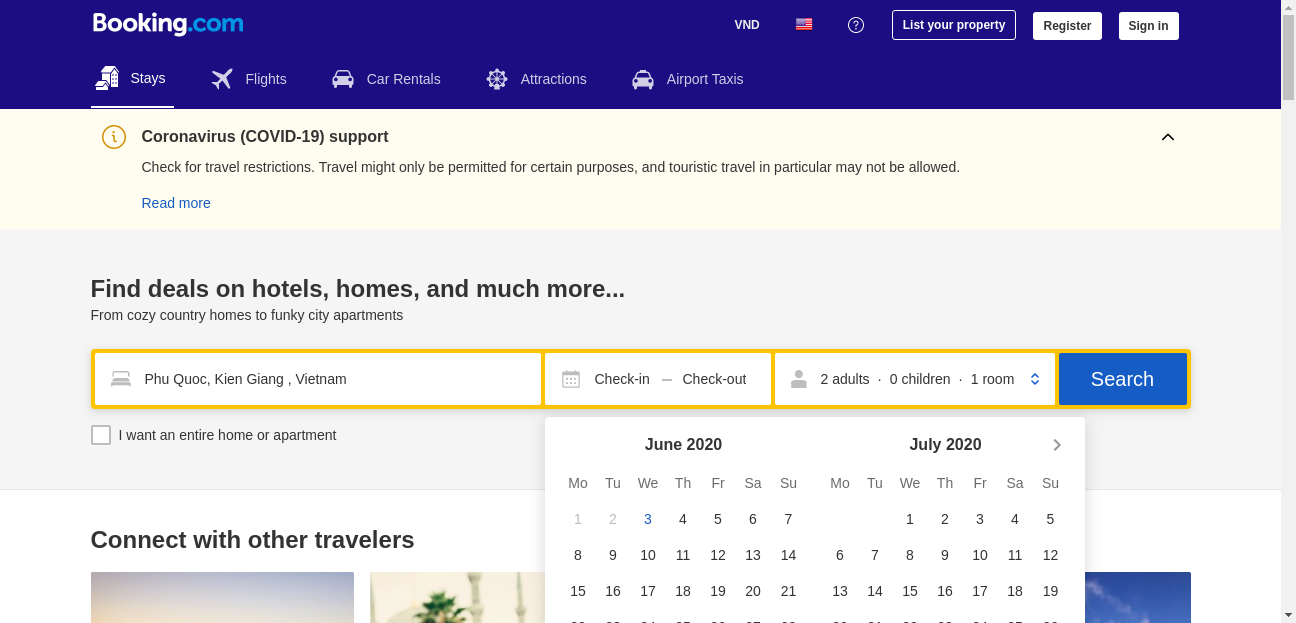 Booking.com
VND
List your property
Register
Sign in
Stays
Flights
Car Rentals
Attractions
Airport Taxis
Coronavirus (COVID-19) support
Check for travel restrictions. Travel might only be permitted for certain purposes, and touristic travel in particular may not be allowed.
Read more
Find deals on hotels, homes, and much more...
From cozy country homes to funky city apartments
Phu Quoc, Kien Giang , Vietnam
Check-in — Check-out
2 adults · 0 children · 1 room
Search
I want an entire home or apartment
June 2020
Mo Tu We Th Fr Sa Su
1 2 3 4 5 6 7
8 9 10 11 12 13 14
15 16 17 18 19 20 21
July 2020
Mo Tu We Th Fr Sa Su
1 2 3 4 5
6 7 8 9 10 11 12
13 14 15 16 17 18 19
Connect with other travelers